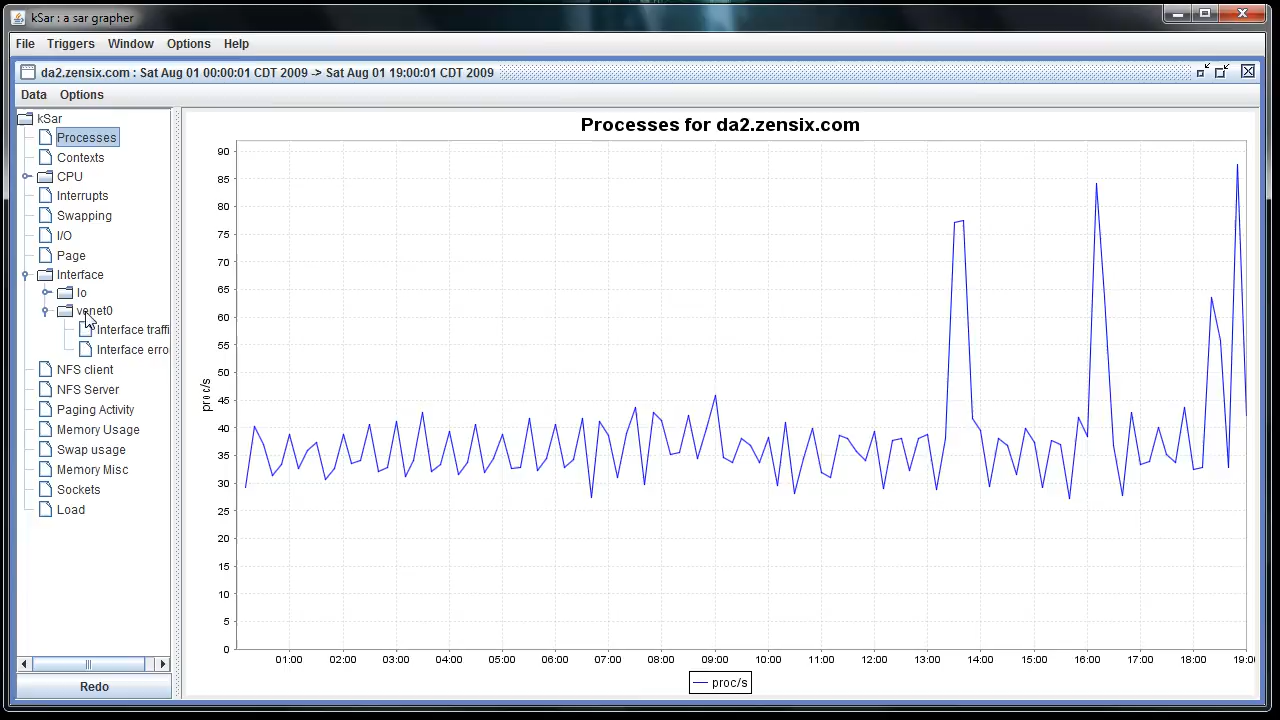 kSar : a sar grapher
File Triggers Window Options Help
da2.zensix.com : Sat Aug 01 00:00:01 CDT 2009 -> Sat Aug 01 19:00:01 CDT 2009
Data Options
kSar
Processes
Contexts
CPU
Interrupts
Swapping
I/O
Page
Interface
lo
venet0
Interface traffi
Interface erro
NFS client
NFS Server
Paging Activity
Memory Usage
Swap usage
Memory Misc
Sockets
Load
Redo
Processes for da2.zensix.com
90
85
80
75
70
65
60
55
50
45
40
35
30
25
20
15
10
5
0
proc/s
01:00 02:00 03:00 04:00 05:00 06:00 07:00 08:00 09:00 10:00 11:00 12:00 13:00 14:00 15:00 16:00 17:00 18:00 19:0
proc/s